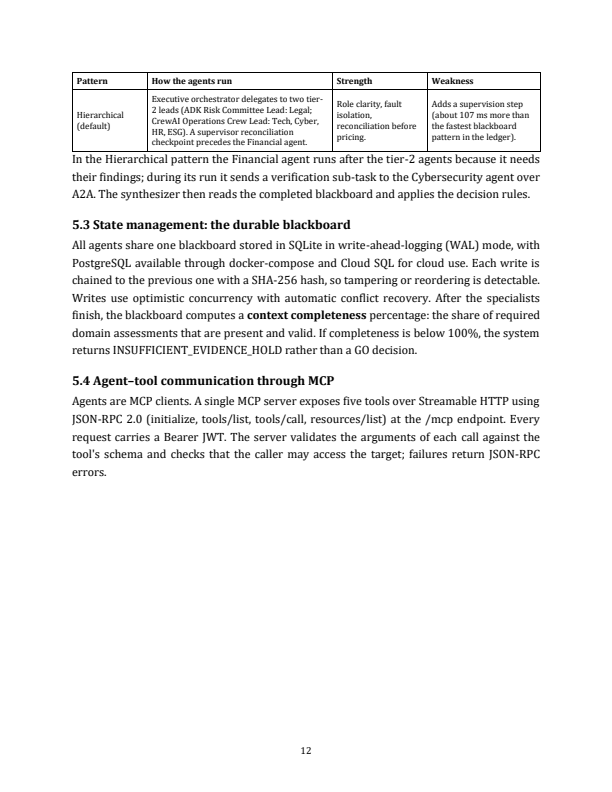 Pattern How the agents run Strength Weakness
Hierarchical (default)
Executive orchestrator delegates to two tier-
2 leads (ADK Risk Committee Lead: Legal;
CrewAI Operations Crew Lead: Tech, Cyber,
HR, ESG). A supervisor reconciliation
checkpoint precedes the Financial agent.
Role clarity, fault
isolation,
reconciliation before
pricing.
Adds a supervision step
(about 107 ms more than
the fastest blackboard
pattern in the ledger).
In the Hierarchical pattern the Financial agent runs after the tier-2 agents because it needs
their findings; during its run it sends a verification sub-task to the Cybersecurity agent over
A2A. The synthesizer then reads the completed blackboard and applies the decision rules.
5.3 State management: the durable blackboard
All agents share one blackboard stored in SQLite in write-ahead-logging (WAL) mode, with
PostgreSQL available through docker-compose and Cloud SQL for cloud use. Each write is
chained to the previous one with a SHA-256 hash, so tampering or reordering is detectable.
Writes use optimistic concurrency with automatic conflict recovery. After the specialists
finish, the blackboard computes a context completeness percentage: the share of required
domain assessments that are present and valid. If completeness is below 100%, the system
returns INSUFFICIENT_EVIDENCE_HOLD rather than a GO decision.
5.4 Agent–tool communication through MCP
Agents are MCP clients. A single MCP server exposes five tools over Streamable HTTP using
JSON-RPC 2.0 (initialize, tools/list, tools/call, resources/list) at the /mcp endpoint. Every
request carries a Bearer JWT. The server validates the arguments of each call against the
tool's schema and checks that the caller may access the target; failures return JSON-RPC
errors.
12